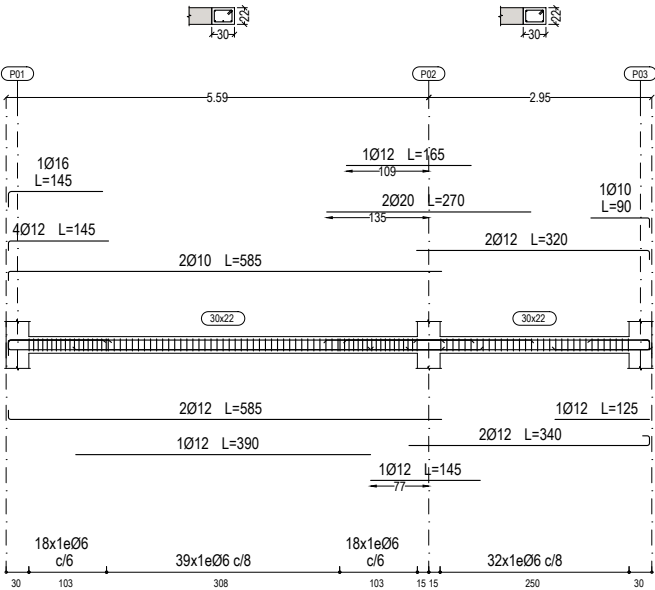 22
30
22
30
P01
P02
P03
5.59
2.95
1Ø12 L=165
109
1Ø16
L=145
2Ø20 L=270
135
1Ø10
L=90
4Ø12 L=145
2Ø12 L=320
2Ø10 L=585
30x22
30x22
2Ø12 L=585
1Ø12 L=125
1Ø12 L=390
2Ø12 L=340
1Ø12 L=145
77
18x1eØ6
c/6
39x1eØ6 c/8
18x1eØ6
c/6
32x1eØ6 c/8
30 103 308 103 15 15 250 30